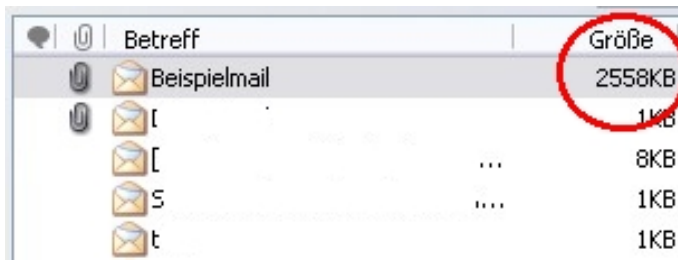 Betreff Größe
Beispielmail 2558KB
[ 1KB
[ ... 8KB
S .... 1KB
t 1KB